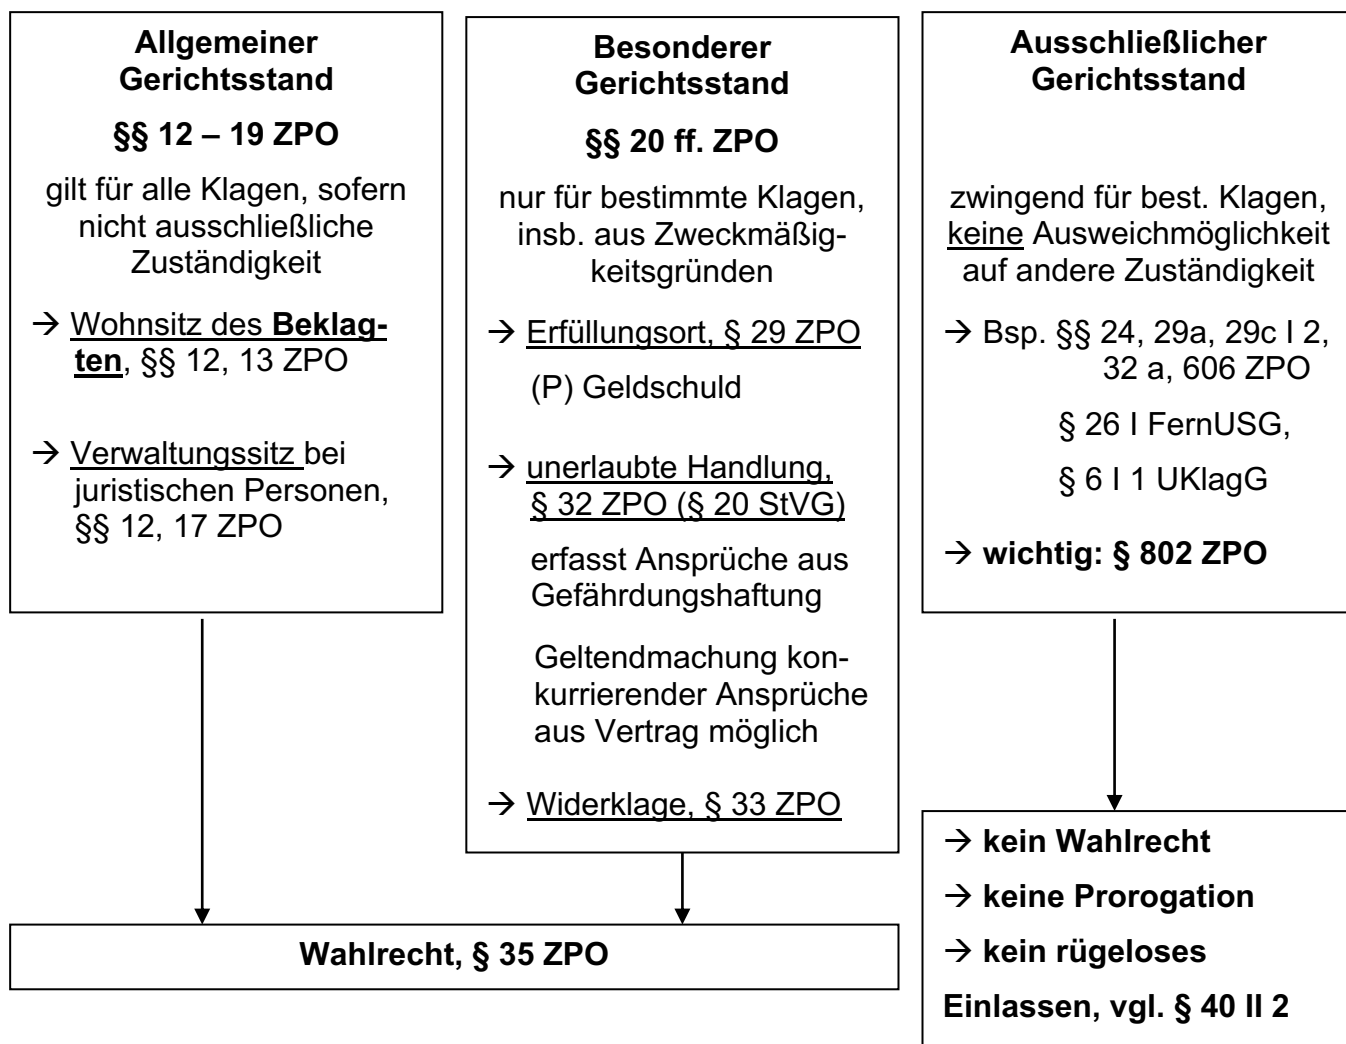 Allgemeiner
Gerichtsstand
§§ 12 – 19 ZPO
gilt für alle Klagen, sofern
nicht ausschließliche
Zuständigkeit
→ Wohnsitz des Beklag-
ten, §§ 12, 13 ZPO
→ Verwaltungssitz bei
juristischen Personen,
§§ 12, 17 ZPO
Besonderer
Gerichtsstand
§§ 20 ff. ZPO
nur für bestimmte Klagen,
insb. aus Zweckmäßig-
keitsgründen
→ Erfüllungsort, § 29 ZPO
(P) Geldschuld
→ unerlaubte Handlung,
§ 32 ZPO (§ 20 StVG)
erfasst Ansprüche aus
Gefährdungshaftung
Geltendmachung kon-
kurrierender Ansprüche
aus Vertrag möglich
→ Widerklage, § 33 ZPO
Ausschließlicher
Gerichtsstand
zwingend für best. Klagen,
keine Ausweichmöglichkeit
auf andere Zuständigkeit
→ Bsp. §§ 24, 29a, 29c I 2,
32 a, 606 ZPO
§ 26 I FernUSG,
§ 6 I 1 UKlagG
→ wichtig: § 802 ZPO
Wahlrecht, § 35 ZPO
→ kein Wahlrecht
→ keine Prorogation
→ kein rügeloses
Einlassen, vgl. § 40 II 2